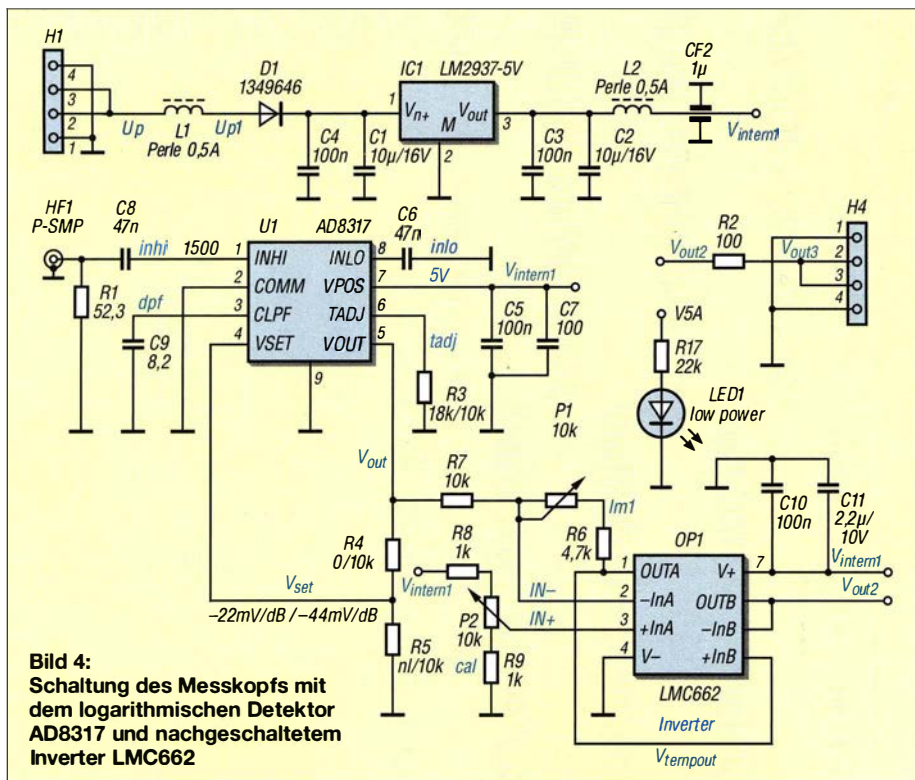 H1
4
3
2
1
Up
L1
Perle 0,5A
Up1
D1
1349646
C4
100n
C1
10µ/16V
IC1
LM2937-5V
1
Vn+
Vout
M
3
2
C3
100n
C2
10µ/16V
L2
Perle 0,5A
CF2
1µ
Vintern1
HF1
P-SMP
C8
47n
inhi
1500
R1
52,3
dpf
C9
8,2
U1
AD8317
1
INHI
2
COMM
3
CLPF
4
VSET
INLO
8
VPOS
7
TADJ
6
VOUT
5
9
C6
47n
inlo
5V
Vintern1
tadj
R3
18k/10k
C5
100n
C7
100
Vout2
R2
100
Vout3
H4
1
2
3
4
V5A
R17
22k
LED1
low power
P1
10k
Vout
R7
10k
Im1
R6
4,7k
R4
0/10k
Vset
-22mV/dB / -44mV/dB
R5
nl/10k
Vintern1
R8
1k
P2
10k
cal
R9
1k
IN-
IN+
OP1
1
OUTA
2
-InA
3
+InA
4
V-
V+
7
OUTB
-InB
+InB
LMC662
Inverter
Vtempout
C10
100n
C11
2,2µ/
10V
Vintern1
Vout2
Bild 4:
Schaltung des Messkopfs mit
dem logarithmischen Detektor
AD8317 und nachgeschaltetem
Inverter LMC662